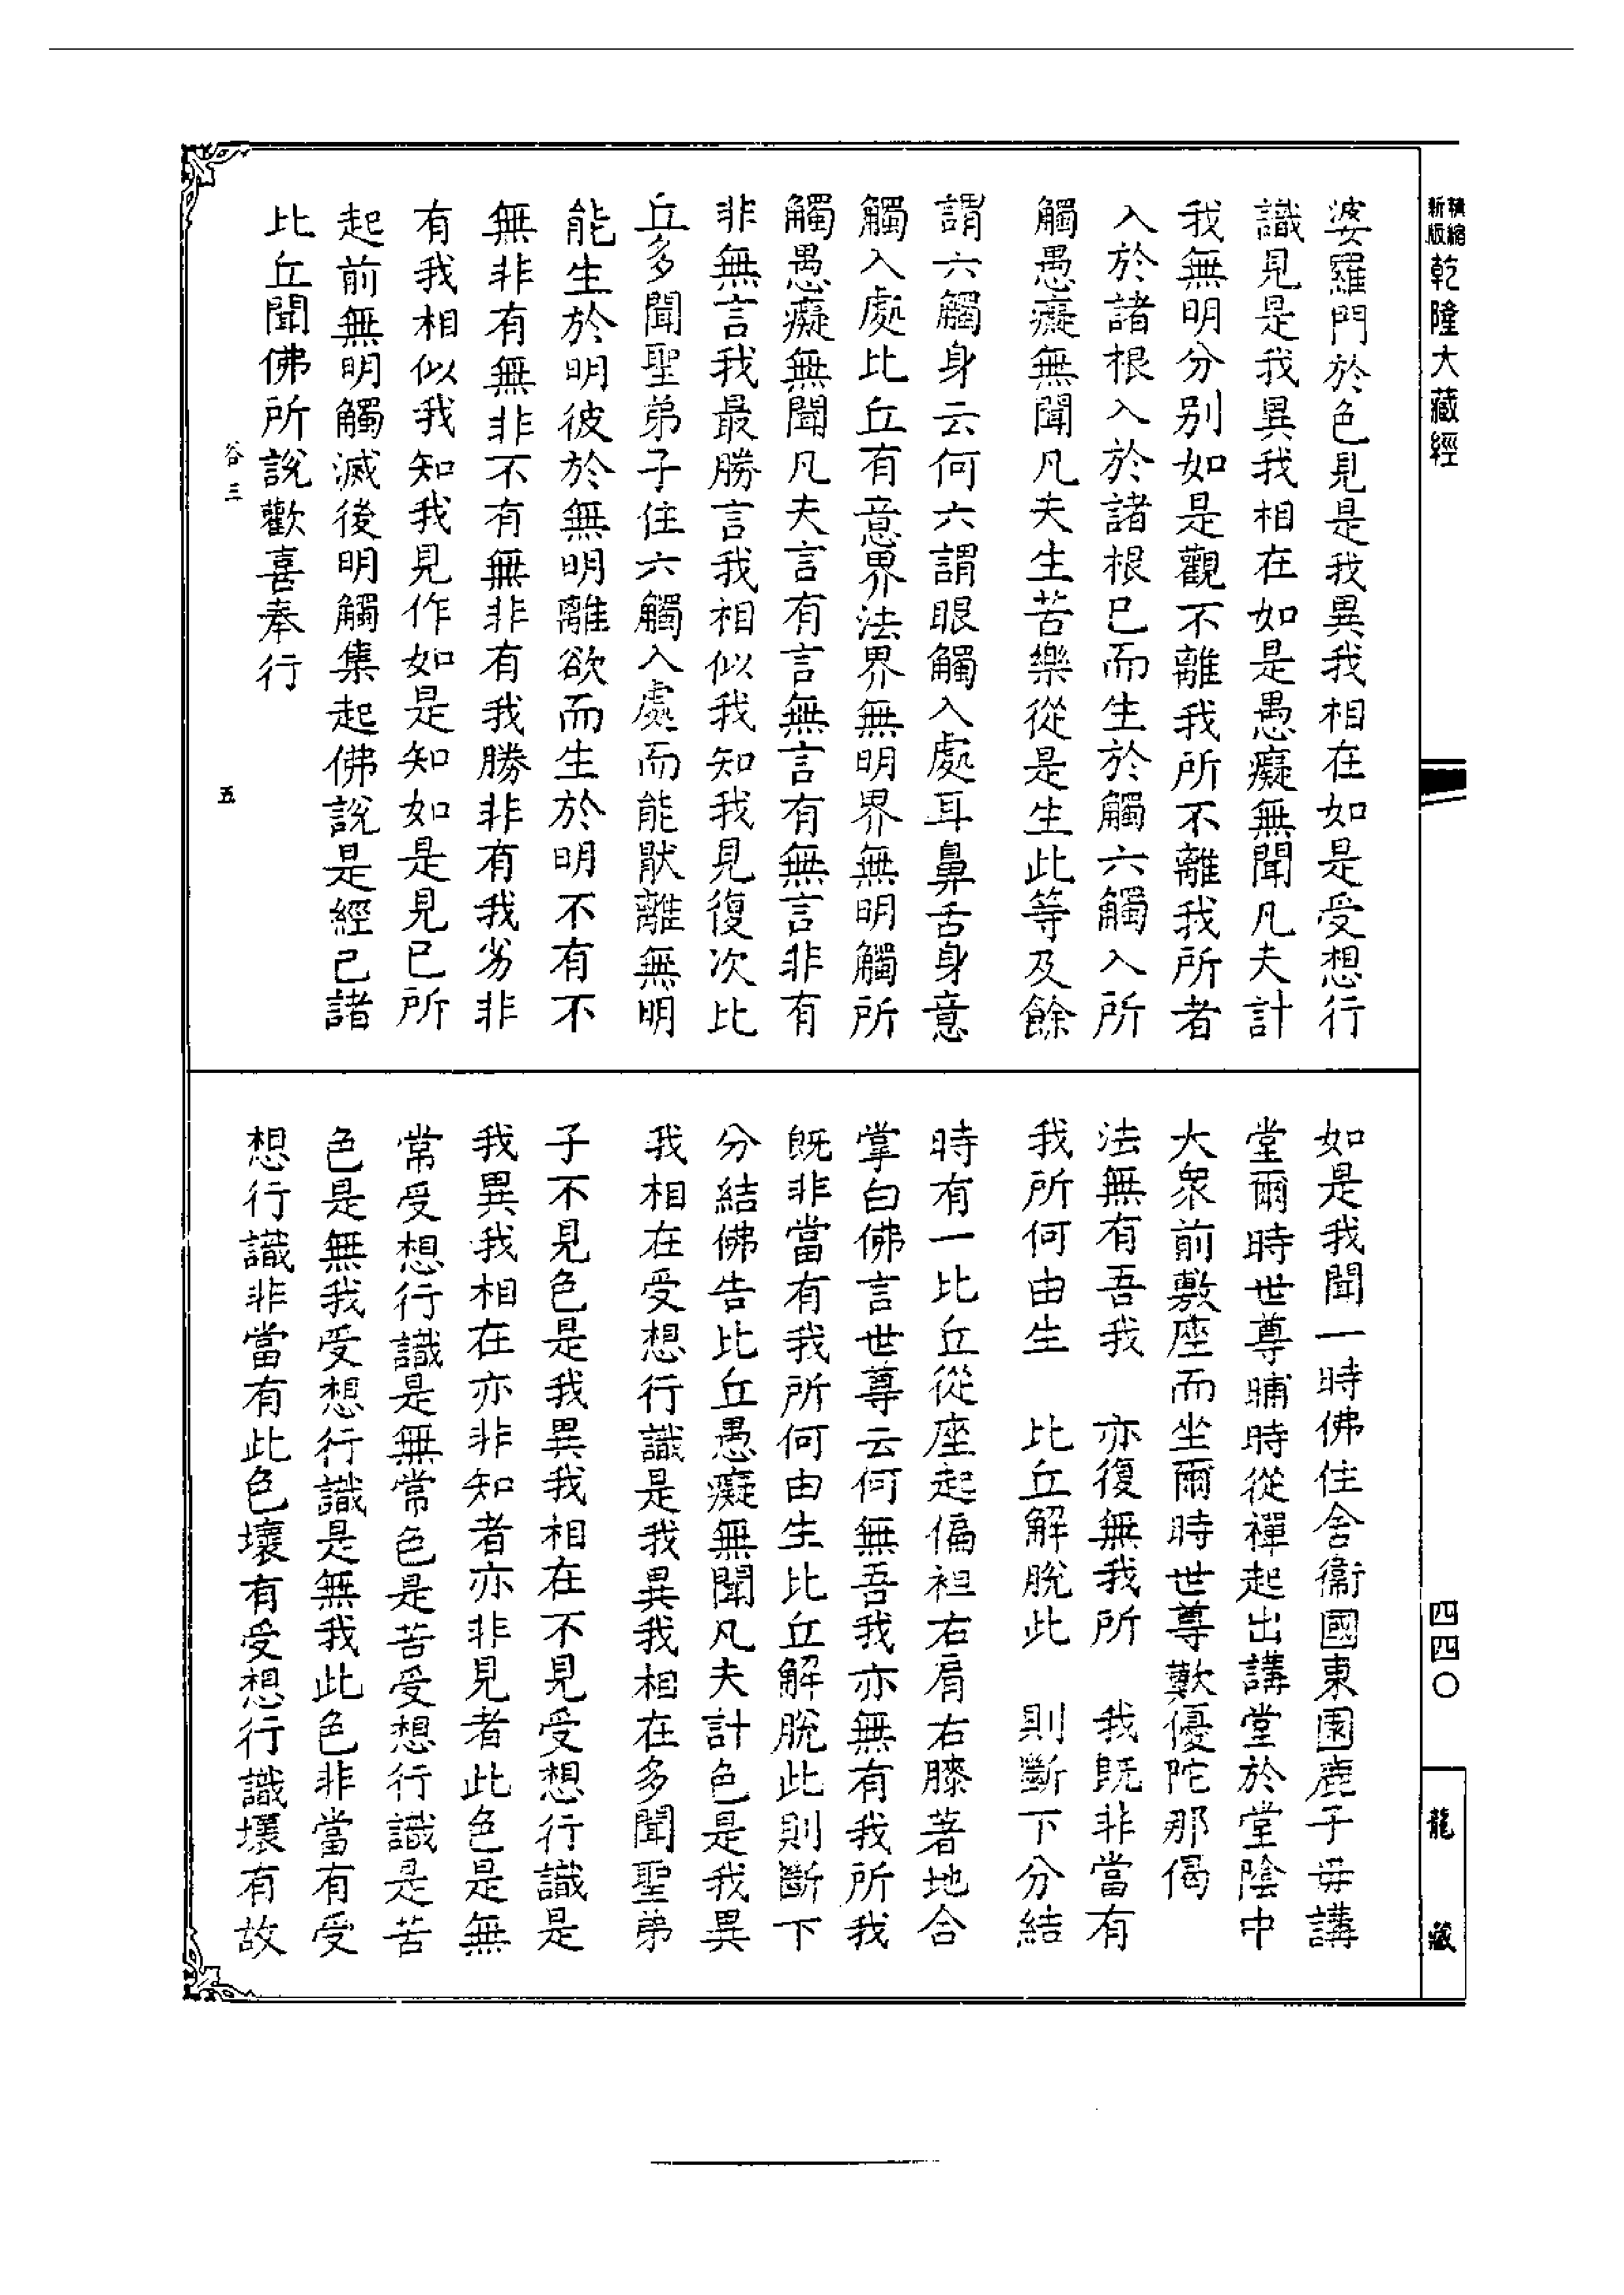 精縮
新版
乾隆大藏經
四四〇
龍藏
婆羅門於色見是我異我相在如是受想行
識見是我異我相在如是愚癡無聞凡夫計
我無明分別如是觀不離我所不離我所者
入於諸根入於諸根已而生於觸六觸入所
觸愚癡無聞凡夫生苦樂從是生此等及餘
謂六觸身云何六謂眼觸入處耳鼻舌身意
觸入處比丘有意界法界無明界無明觸所
觸愚癡無聞凡夫言有言無言有無言非有
非無言我最勝言我相似我知我見復次比
丘多聞聖弟子住六觸入處而能猒離無明
能生於明彼於無明離欲而生於明不有不
無非有無非不有無非有我勝非有我劣非
有我相似我知我見作如是知如是見已所
起前無明觸滅後明觸集起佛說是經已諸
比丘聞佛所說歡喜奉行
谷三
五
如是我聞一時佛住舍衛國東園鹿子毋講
堂爾時世尊晡時從禪起出講堂於堂陰中
大衆前敷座而坐爾時世尊歎優陀那偈
法無有吾我　亦復無我所　我既非當有
我所何由生　比丘解脫此　則斷下分結
時有一比丘從座起偏袒右肩右膝著地合
掌白佛言世尊云何無吾我亦無有我所我
既非當有我所何由生比丘解脫此則斷下
分結佛告比丘愚癡無聞凡夫計色是我異
我相在受想行識是我異我相在多聞聖弟
子不見色是我異我相在不見受想行識是
我異我相在亦非知者亦非見者此色是無
常受想行識是無常色是苦受想行識是苦
色是無我受想行識是無我此色非當有受
想行識非當有此色壞有受想行識壞有故